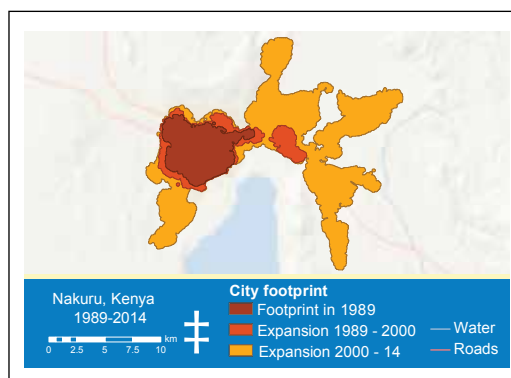 Nakuru, Kenya
1989-2014
km
0 2.5 5 7.5 10
City footprint
Footprint in 1989
Expansion 1989 - 2000
Expansion 2000 - 14
Water
Roads